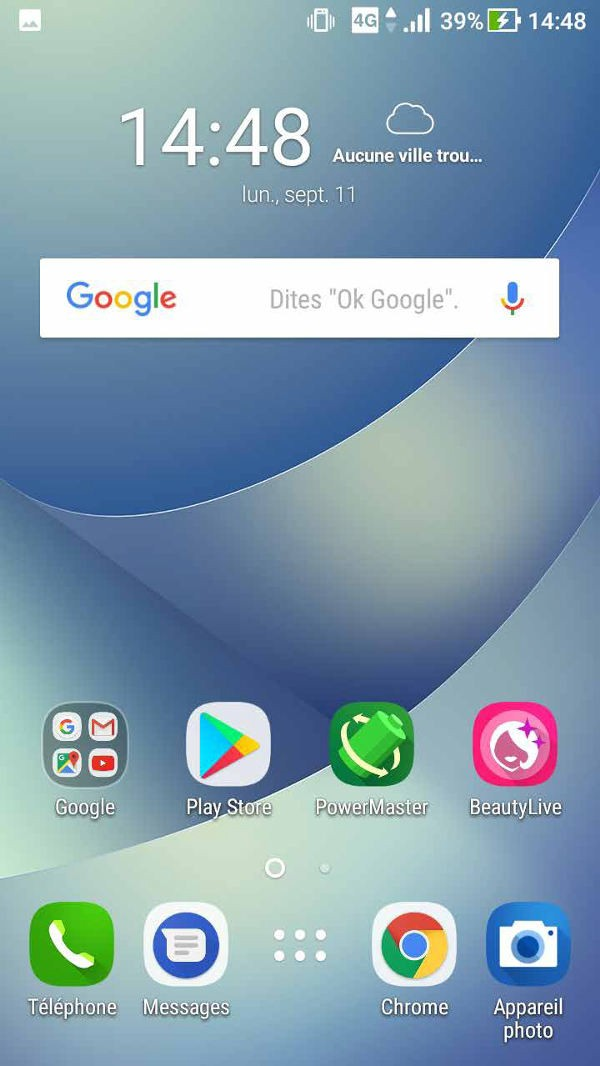 4G 39% 14:48
14:48
Aucune ville trou...
lun., sept. 11
Google Dites "Ok Google".
Google Play Store PowerMaster BeautyLive
Téléphone Messages Chrome Appareil
photo